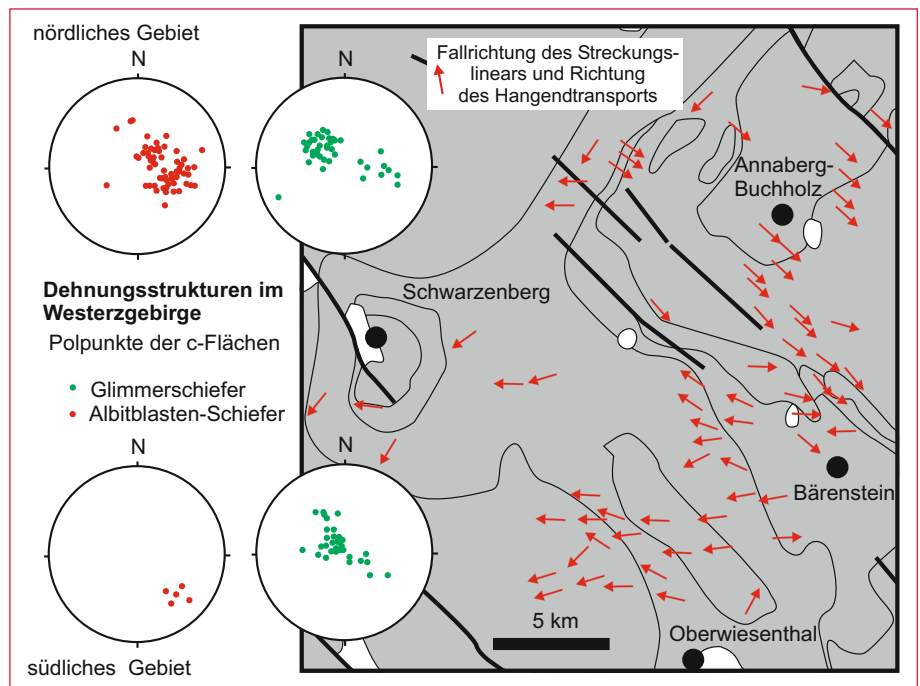 nördliches Gebiet
N
N
Fallrichtung des Streckungs-
linears und Richtung
des Hangendtransports
Annaberg-
Buchholz
Dehnungsstrukturen im
Westerzgebirge
Polpunkte der c-Flächen
Glimmerschiefer
Albitblasten-Schiefer
Schwarzenberg
N
N
Bärenstein
5 km
Oberwiesenthal
südliches Gebiet